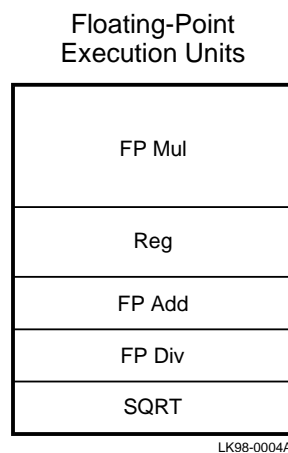 Floating-Point
Execution Units
FP Mul
Reg
FP Add
FP Div
SQRT
LK98-0004A